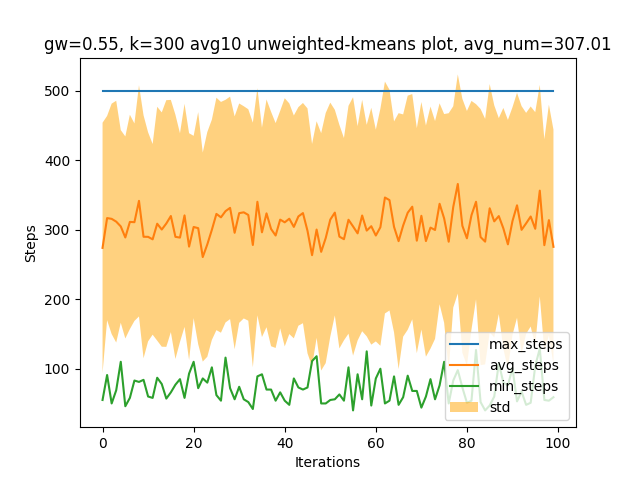 gw=0.55, k=300 avg10 unweighted-kmeans plot, avg_num=307.01
500
400
300
200
100
Steps
max_steps
avg_steps
min_steps
std
0
20
40
60
80
100
Iterations